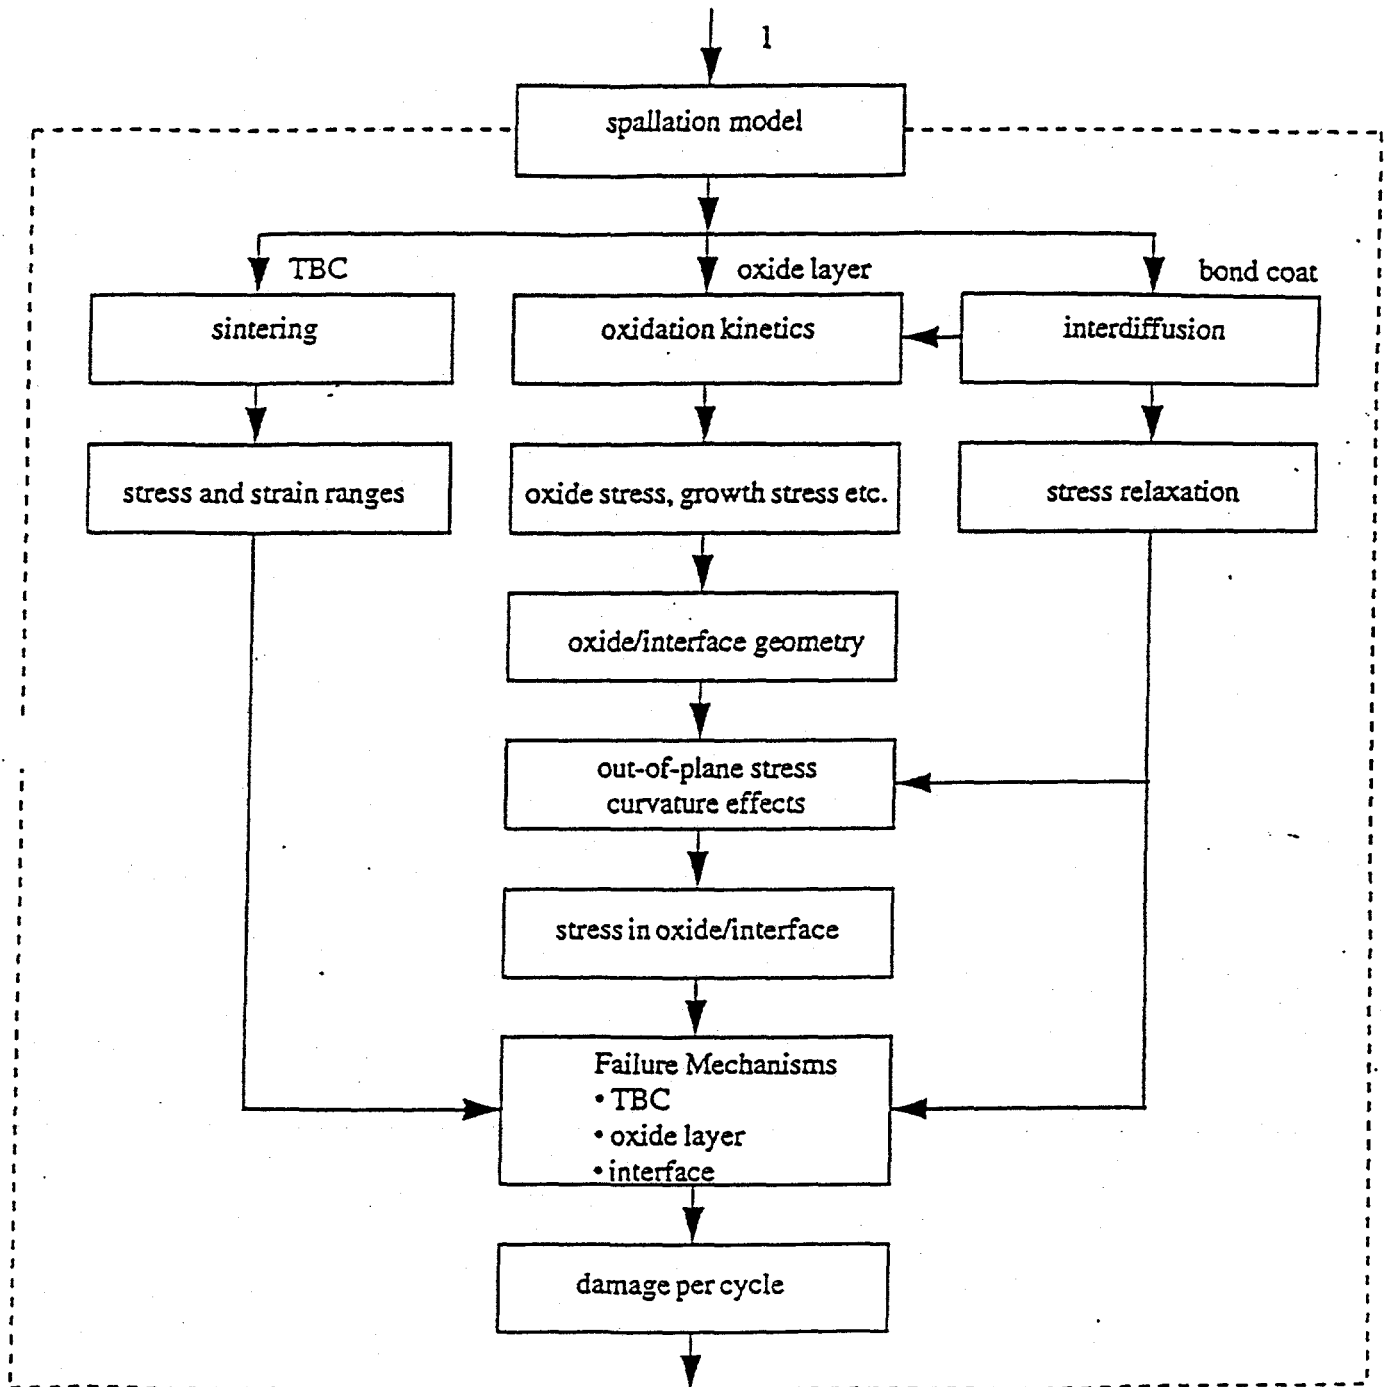 1
spallation model
TBC
oxide layer
bond coat
sintering
oxidation kinetics
interdiffusion
stress and strain ranges
oxide stress, growth stress etc.
stress relaxation
oxide/interface geometry
out-of-plane stress
curvature effects
stress in oxide/interface
Failure Mechanisms
• TBC
• oxide layer
• interface
damage per cycle